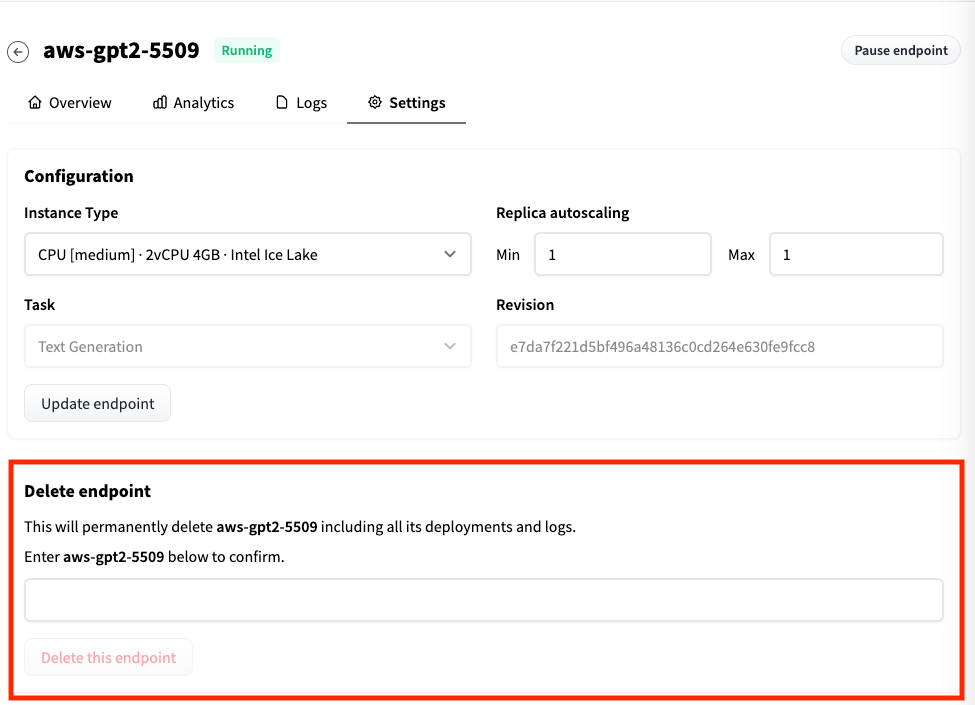 aws-gpt2-5509 Running Pause endpoint
Overview Analytics Logs Settings
Configuration
Instance Type Replica autoscaling
CPU [medium] · 2vCPU 4GB · Intel Ice Lake Min 1 Max 1
Task Revision
Text Generation e7da7f221d5bf496a48136c0cd264e630fe9fcc8
Update endpoint
Delete endpoint
This will permanently delete aws-gpt2-5509 including all its deployments and logs.
Enter aws-gpt2-5509 below to confirm.
Delete this endpoint